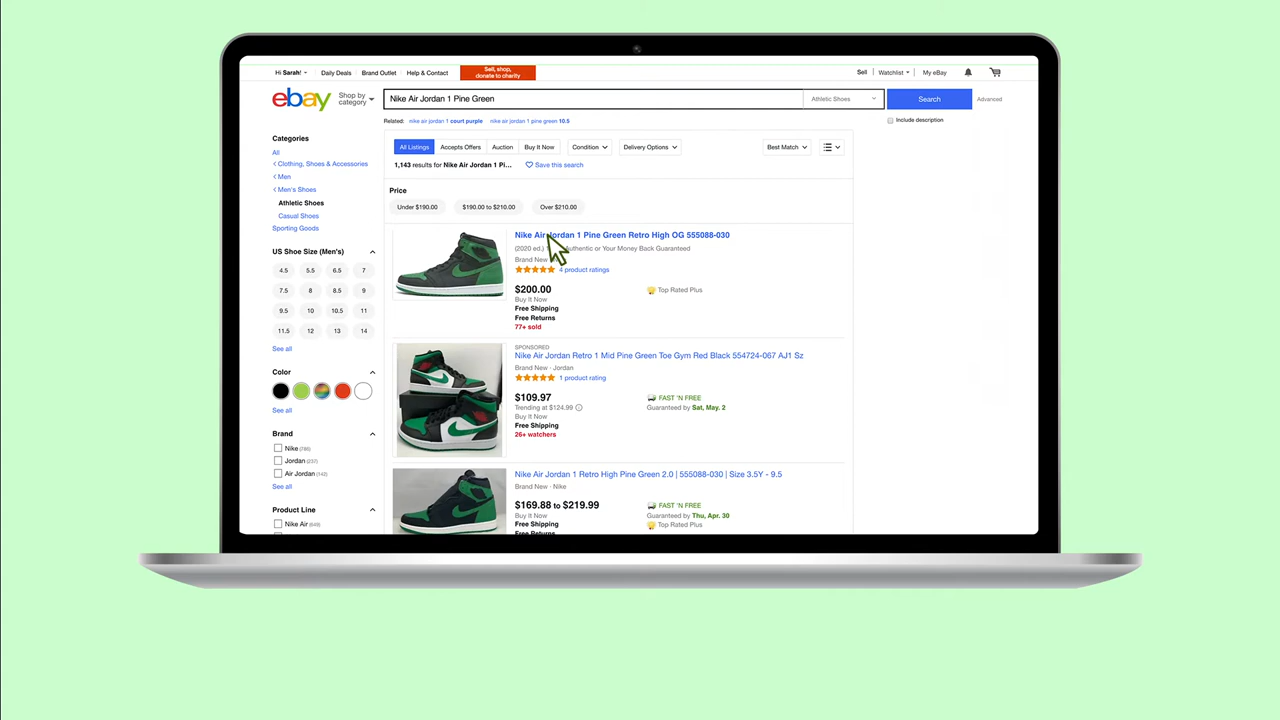 Hi Sarah! Daily Deals Brand Outlet Help & Contact Sell, shop, donate to charity Sell Watchlist My eBay
ebay Shop by category Nike Air Jordan 1 Pine Green Athletic Shoes Search Advanced
Related: nike air jordan 1 court purple nike air jordan 1 pine green 10.5 Include description
Categories
All
Clothing, Shoes & Accessories
Men
Men's Shoes
Athletic Shoes
Casual Shoes
Sporting Goods
US Shoe Size (Men's)
4.5 5.5 6.5 7
7.5 8 8.5 9
9.5 10 10.5 11
11.5 12 13 14
See all
Color
See all
Brand
Nike (786)
Jordan (237)
Air Jordan (142)
See all
Product Line
Nike Air (649)
All Listings Accepts Offers Auction Buy It Now Condition Delivery Options Best Match
1,143 results for Nike Air Jordan 1 Pi... Save this search
Price
Under $190.00 $190.00 to $210.00 Over $210.00
Nike Air Jordan 1 Pine Green Retro High OG 555088-030
(2020 ed.) Authentic or Your Money Back Guaranteed
Brand New
4 product ratings
$200.00 Top Rated Plus
Buy It Now
Free Shipping
Free Returns
77+ sold
SPONSORED
Nike Air Jordan Retro 1 Mid Pine Green Toe Gym Red Black 554724-067 AJ1 Sz
Brand New · Jordan
1 product rating
$109.97 FAST 'N FREE
Trending at $124.99 Guaranteed by Sat, May. 2
Buy It Now
Free Shipping
26+ watchers
Nike Air Jordan 1 Retro High Pine Green 2.0 | 555088-030 | Size 3.5Y - 9.5
Brand New · Nike
$169.88 to $219.99 FAST 'N FREE
Buy It Now Guaranteed by Thu, Apr. 30
Free Shipping Top Rated Plus
Free Returns